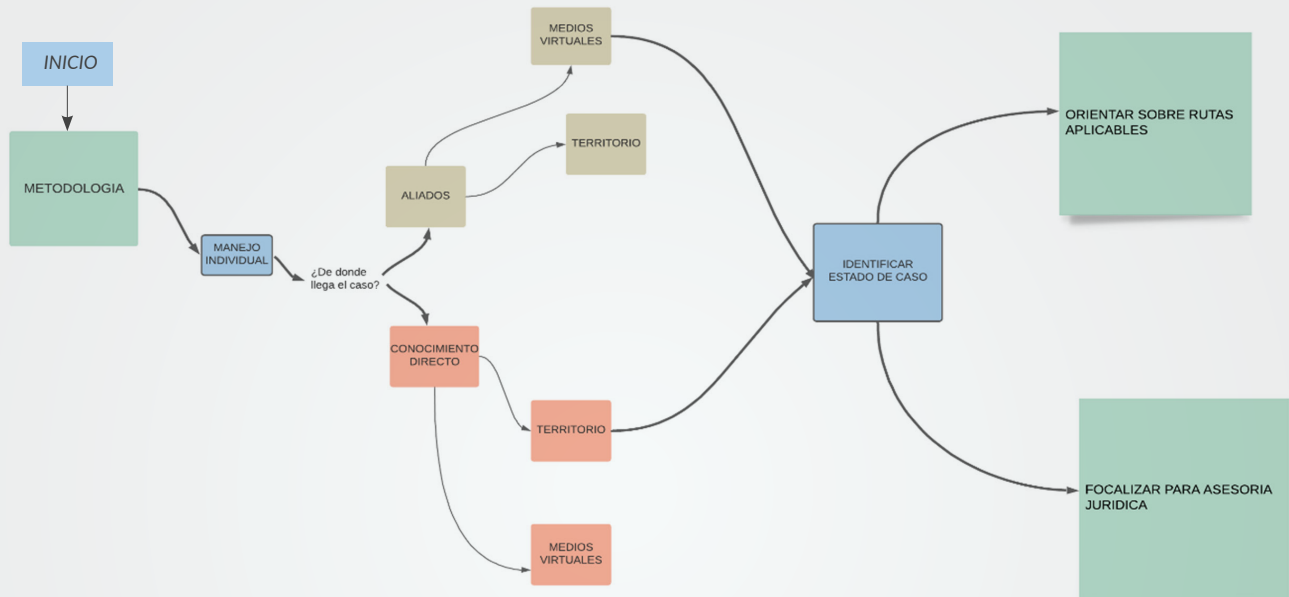 INICIO
METODOLOGIA
MANEJO
INDIVIDUAL
¿De donde
llega el caso?
ALIADOS
MEDIOS
VIRTUALES
TERRITORIO
CONOCIMIENTO
DIRECTO
TERRITORIO
MEDIOS
VIRTUALES
IDENTIFICAR
ESTADO DE CASO
ORIENTAR SOBRE RUTAS
APLICABLES
FOCALIZAR PARA ASESORIA
JURIDICA